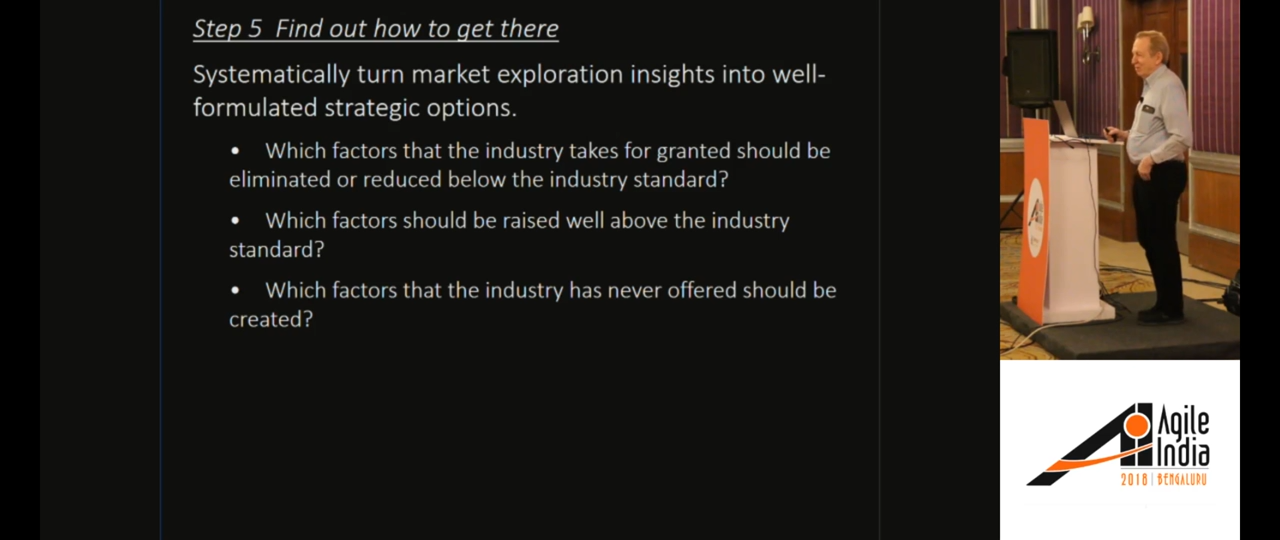 Step 5  Find out how to get there
Systematically turn market exploration insights into well-
formulated strategic options.
• Which factors that the industry takes for granted should be
eliminated or reduced below the industry standard?
• Which factors should be raised well above the industry
standard?
• Which factors that the industry has never offered should be
created?
Agile
India
2018 | BENGALURU